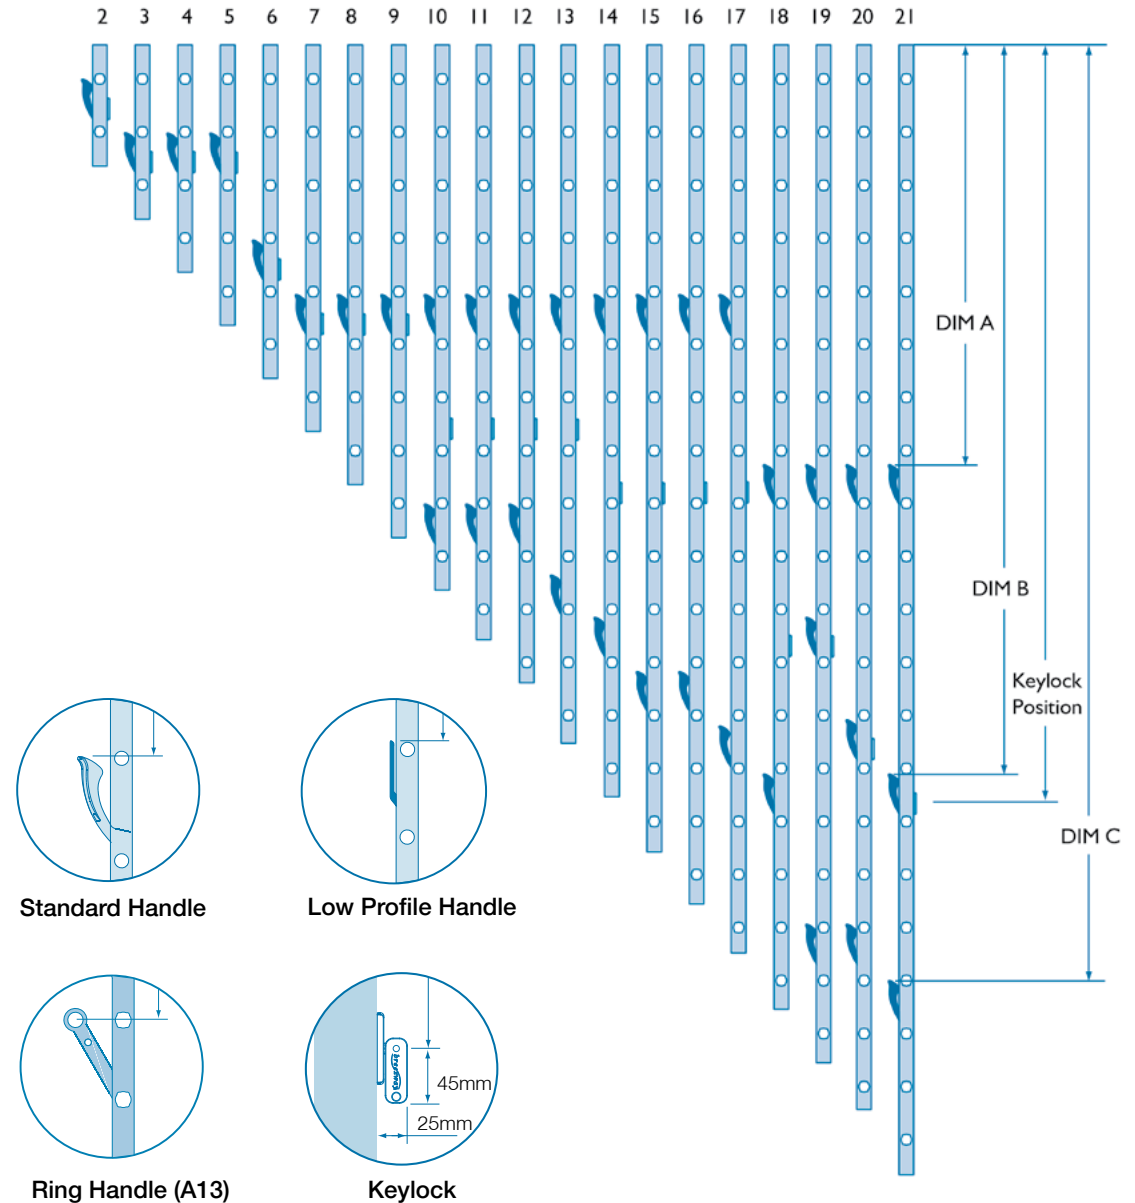 2 3 4 5 6 7 8 9 10 11 12 13 14 15 16 17 18 19 20 21
DIM A
DIM B
Keylock
Position
DIM C
Standard Handle
Low Profile Handle
45mm
25mm
Ring Handle (A13)
Keylock